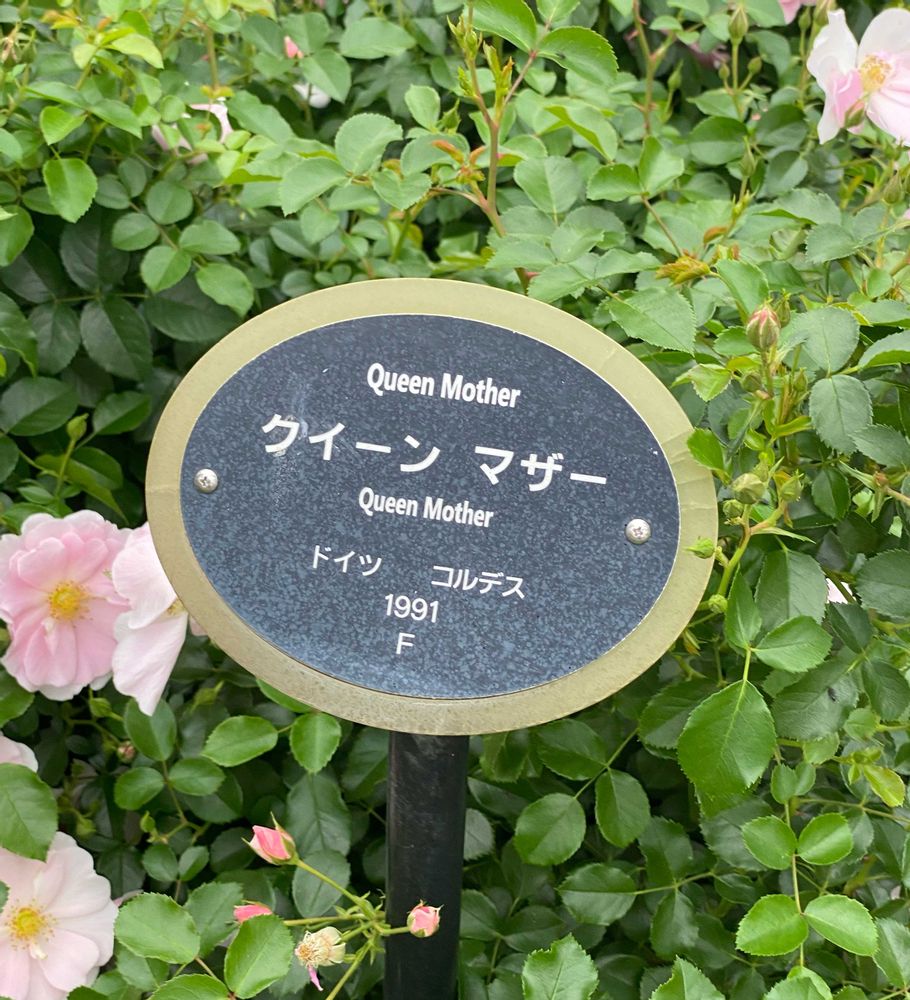 Queen Mother
クイーン マザー
Queen Mother
ドイツ コルデス
1991
F